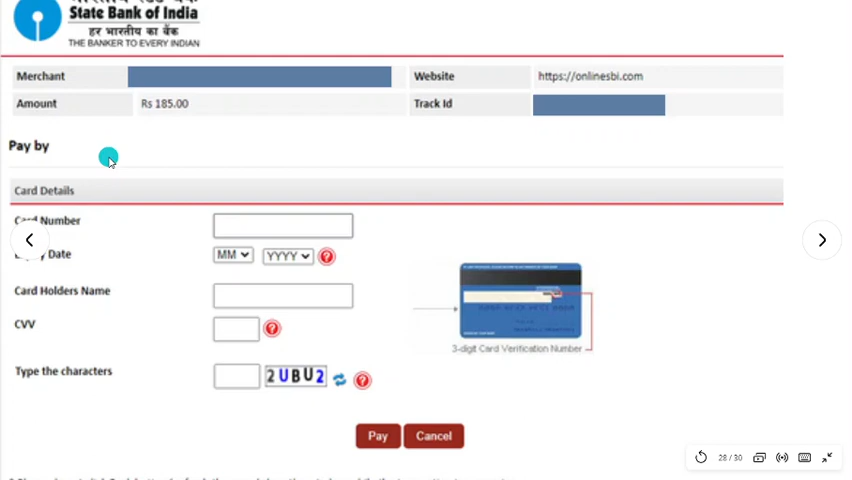 भारतीय स्टेट बैंक
State Bank of India
हर भारतीय का बैंक
THE BANKER TO EVERY INDIAN
Merchant
Website https://onlinesbi.com
Amount Rs 185.00
Track Id
Pay by
Card Details
Card Number
Date MM YYYY
Card Holders Name
CVV
3-digit Card Verification Number
Type the characters 2UBU2
Pay Cancel
28 / 30